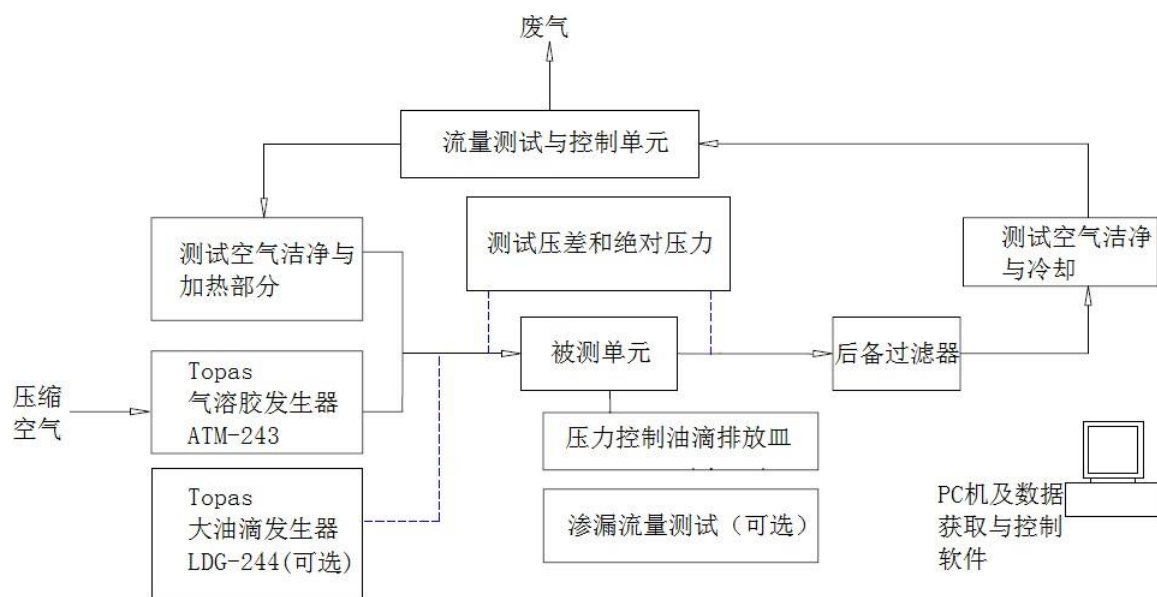 废气
流量测试与控制单元
测试空气洁净与
加热部分
测试压差和绝对压力
测试空气洁净
与冷却
被测单元
后备过滤器
压缩
空气
Topas
气溶胶发生器
ATM-243
压力控制油滴排放皿
Topas
大油滴发生器
LDG-244(可选)
渗漏流量测试（可选）
PC机及数据
获取与控制
软件